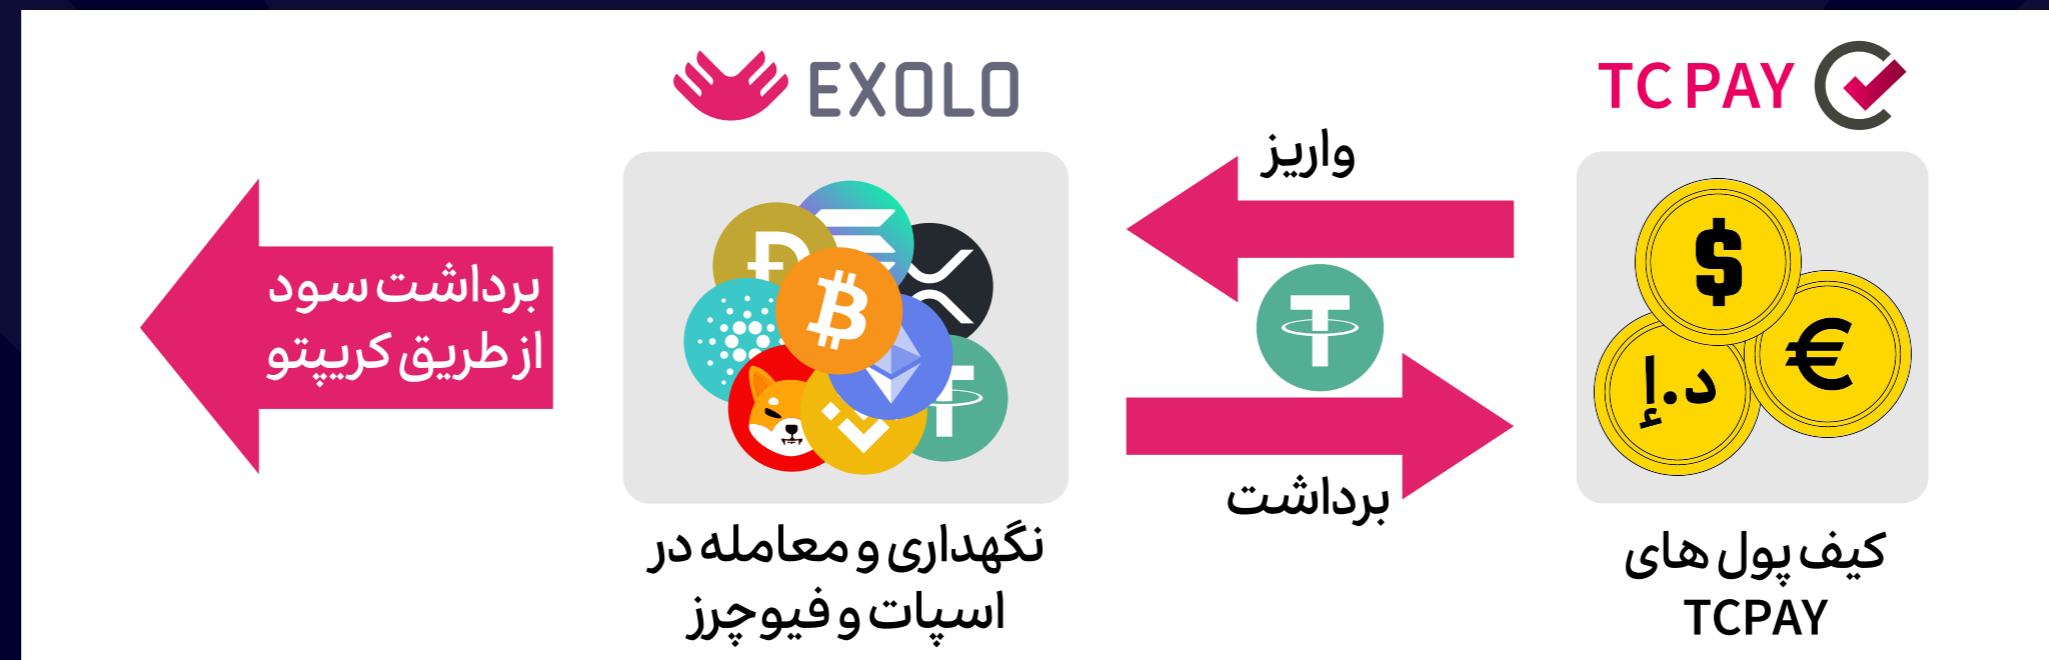 TC PAY
EXOLO
واریز
$
€
د.إ
برداشت سود
از طریق کریپتو
برداشت
کیف پول های
TCPAY
نگهداری و معامله در
اسپات و فیوچرز